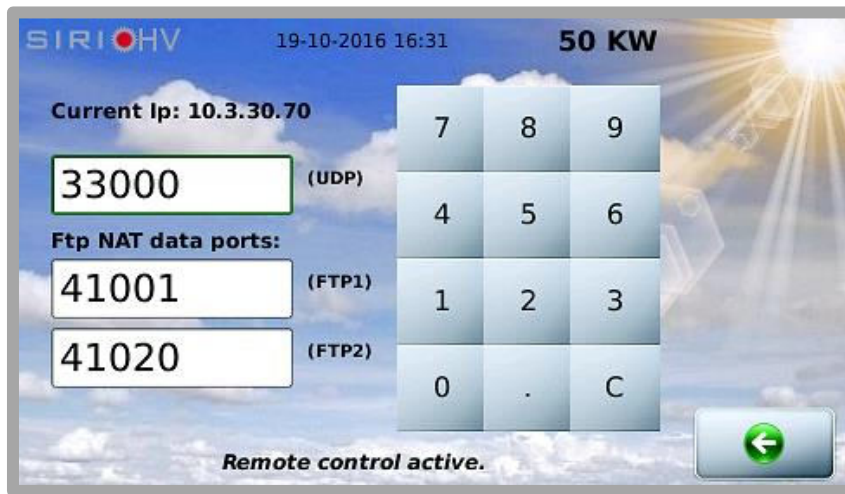 SIRIO HV 19-10-2016 16:31 50 KW
Current Ip: 10.3.30.70
33000 (UDP)
Ftp NAT data ports:
41001 (FTP1)
41020 (FTP2)
7 8 9
4 5 6
1 2 3
0 . C
Remote control active.